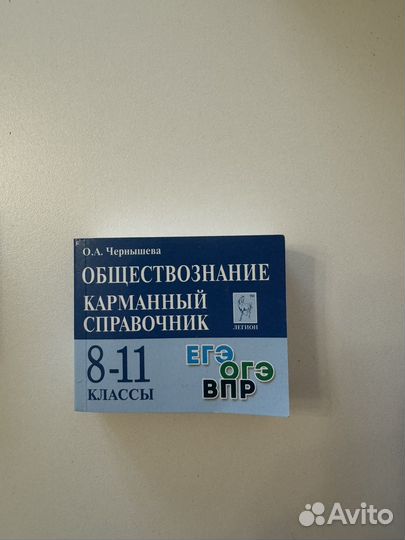 О.А. Чернышева
ОБЩЕСТВОЗНАНИЕ
КАРМАННЫЙ
СПРАВОЧНИК
ЛЕГИОН
8-11
КЛАССЫ
ЕГЭ
ОГЭ
ВПР
Avito